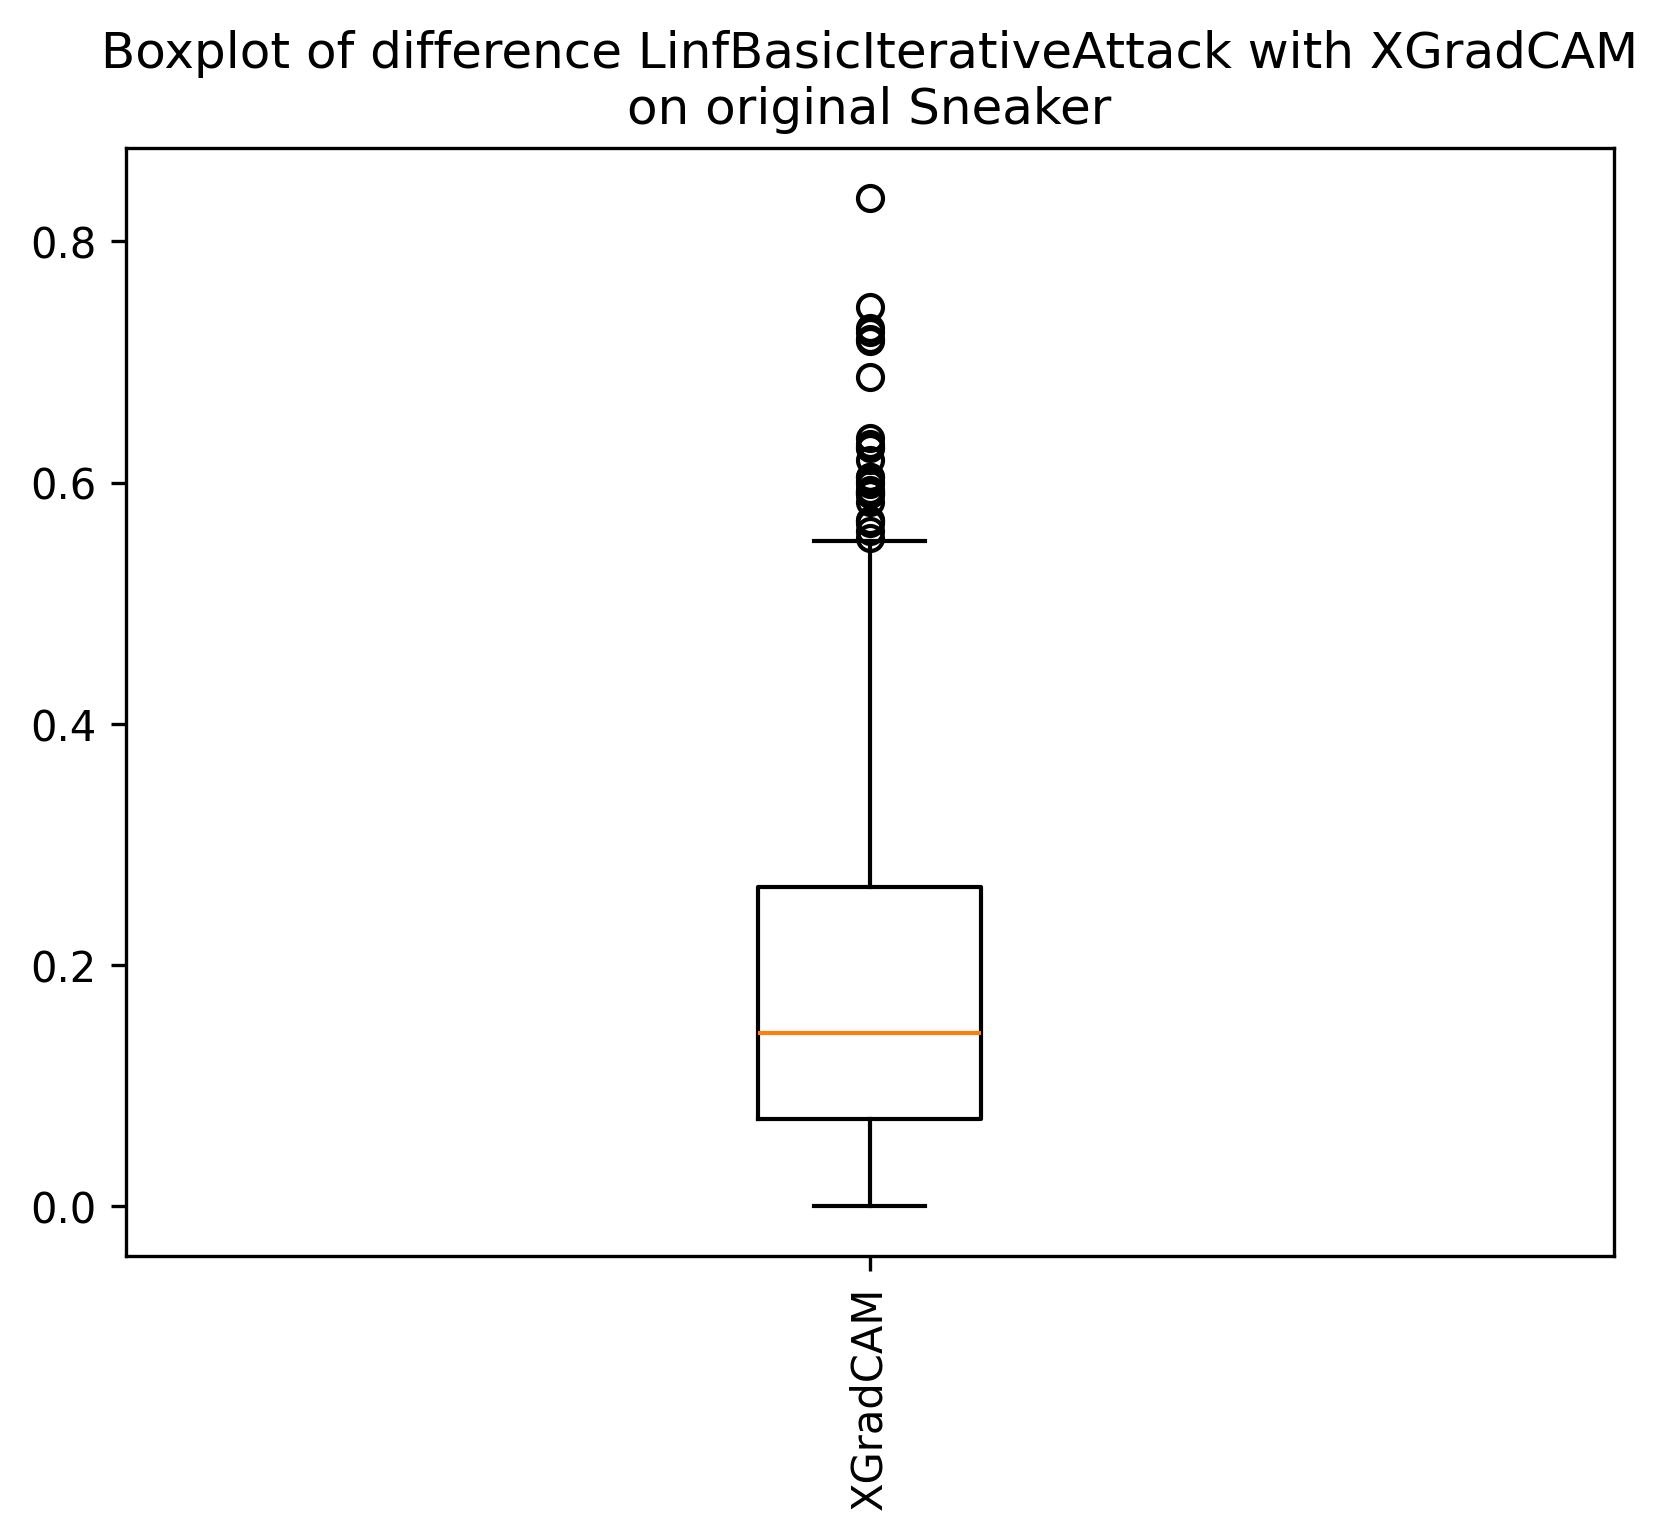 Boxplot of difference LinfBasicIterativeAttack with XGradCAM
on original Sneaker
0.8
0.6
0.4
0.2
0.0
XGradCAM